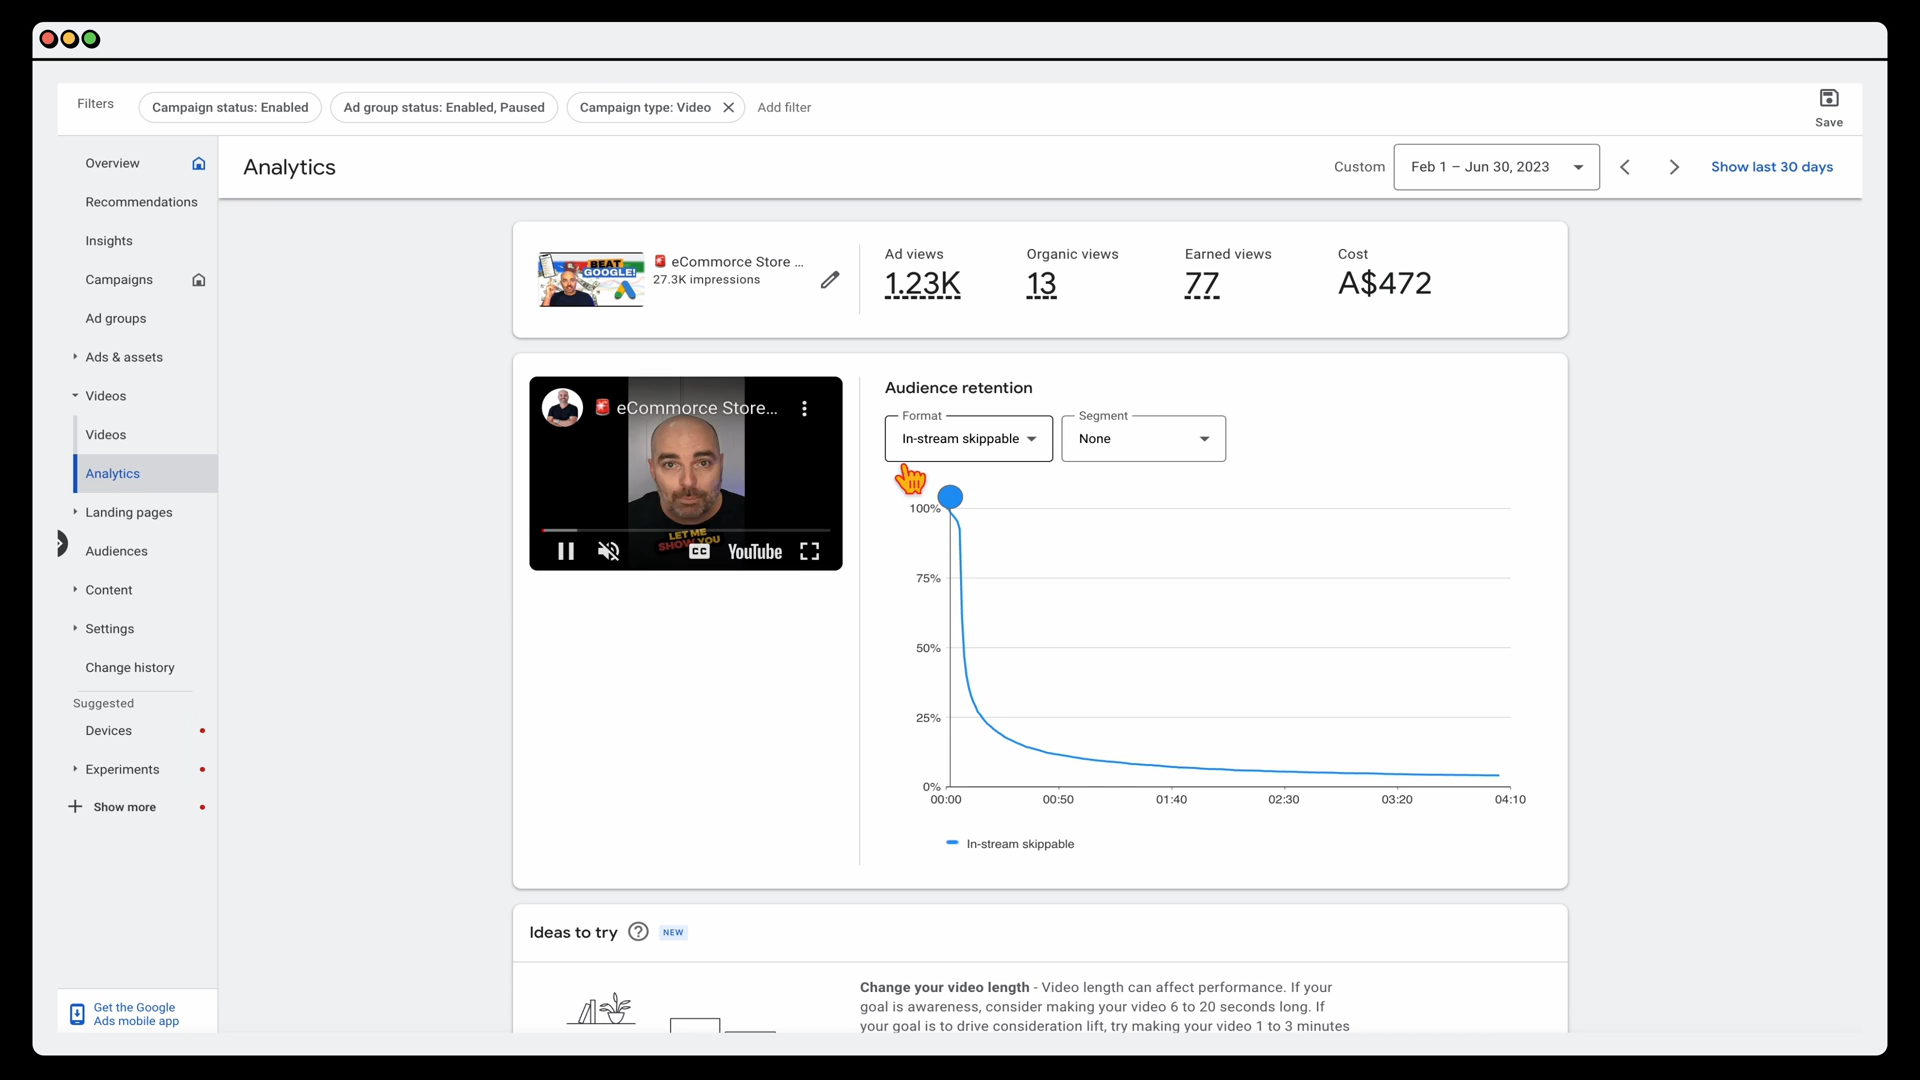 Filters
Campaign status: Enabled
Ad group status: Enabled, Paused
Campaign type: Video
Add filter
Save
Overview
Recommendations
Insights
Campaigns
Ad groups
Ads & assets
Videos
Videos
Analytics
Landing pages
Audiences
Content
Settings
Change history
Suggested
Devices
Experiments
Show more
Get the Google
Ads mobile app
Analytics
Custom
Feb 1 – Jun 30, 2023
Show last 30 days
BEAT
GOOGLE!
eCommorce Store ...
27.3K impressions
Ad views
1.23K
Organic views
13
Earned views
77
Cost
A$472
eCommorce Store...
LET ME
SHOW YOU
CC
YouTube
Audience retention
Format
In-stream skippable
Segment
None
100%
75%
50%
25%
0%
00:00
00:50
01:40
02:30
03:20
04:10
In-stream skippable
Ideas to try
?
NEW
Change your video length - Video length can affect performance. If your
goal is awareness, consider making your video 6 to 20 seconds long. If
your goal is to drive consideration lift, try making your video 1 to 3 minutes